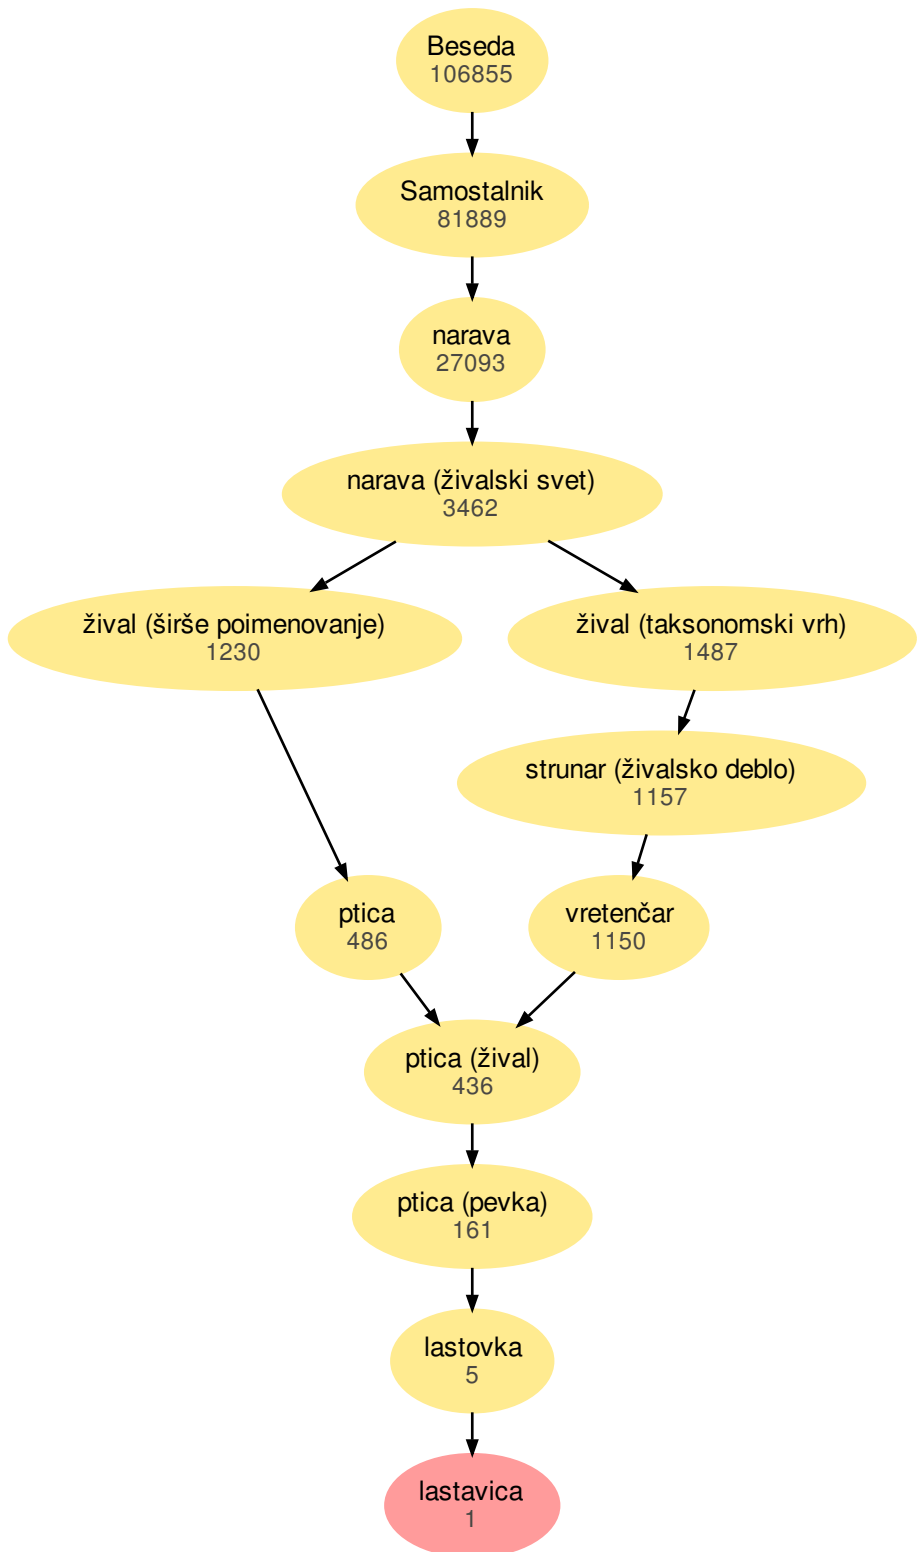 Beseda
106855
Samostalnik
81889
narava
27093
narava (živalski svet)
3462
žival (širše poimenovanje)
1230
žival (taksonomski vrh)
1487
strunar (živalsko deblo)
1157
ptica
486
vretenčar
1150
ptica (žival)
436
ptica (pevka)
161
lastovka
5
lastavica
1